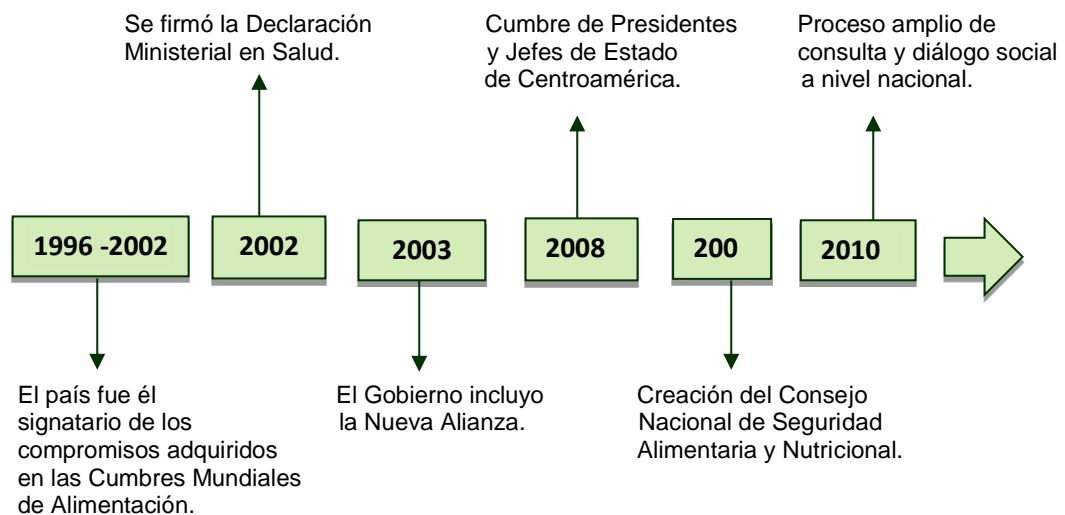 Se firmó la Declaración
Ministerial en Salud.
Cumbre de Presidentes
y Jefes de Estado
de Centroamérica.
Proceso amplio de
consulta y diálogo social
a nivel nacional.
1996 -2002
2002
2003
2008
200
2010
El país fue él
signatario de los
compromisos adquiridos
en las Cumbres Mundiales
de Alimentación.
El Gobierno incluyo
la Nueva Alianza.
Creación del Consejo
Nacional de Seguridad
Alimentaria y Nutricional.